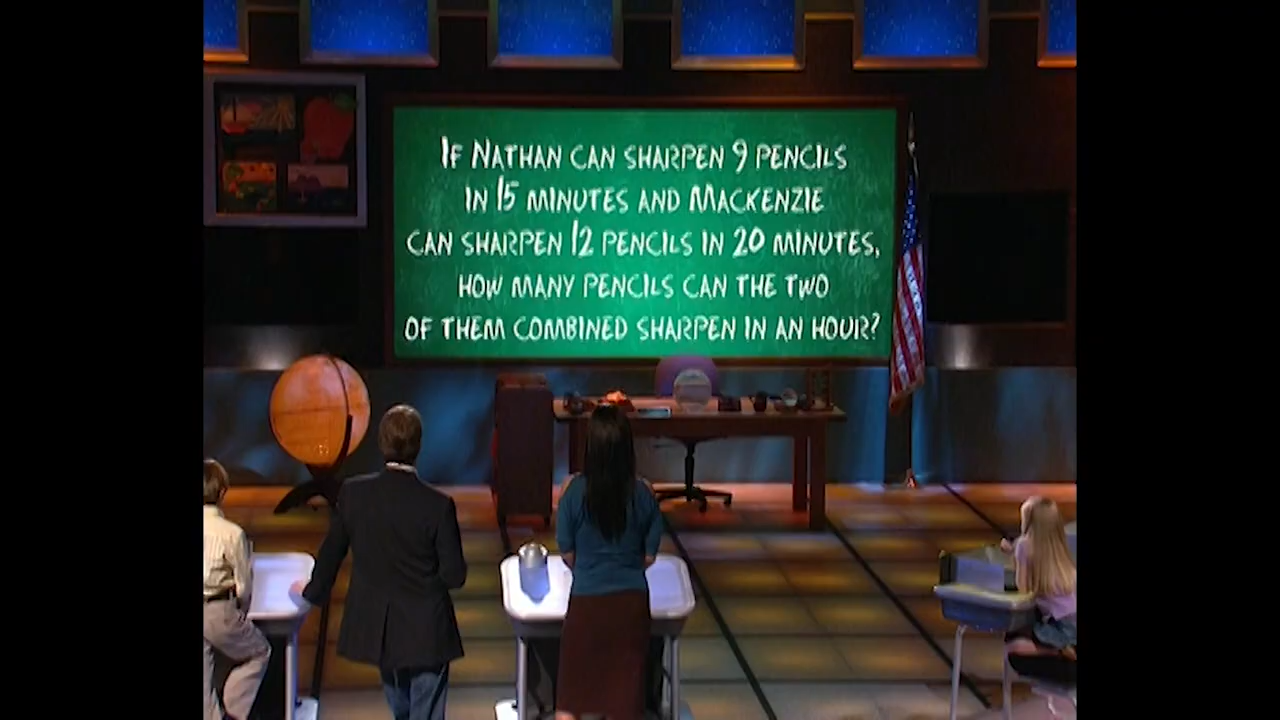 IF NATHAN CAN SHARPEN 9 PENCILS
IN 15 MINUTES AND MACKENZIE
CAN SHARPEN 12 PENCILS IN 20 MINUTES,
HOW MANY PENCILS CAN THE TWO
OF THEM COMBINED SHARPEN IN AN HOUR?